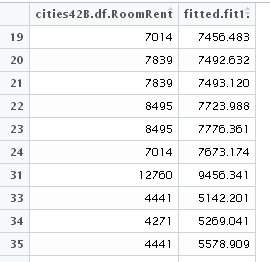 cities42B.df.RoomRent fitted.fit1.
19 7014 7456.483
20 7839 7492.632
21 7839 7493.120
22 8495 7723.988
23 8495 7776.361
24 7014 7673.174
31 12760 9456.341
33 4441 5142.201
34 4271 5269.041
35 4441 5578.909